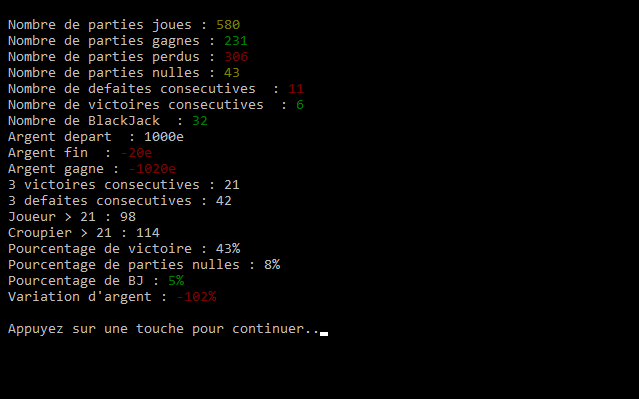 Nombre de parties joues : 580
Nombre de parties gagnes : 231
Nombre de parties perdus : 306
Nombre de parties nulles : 43
Nombre de defaites consecutives  : 11
Nombre de victoires consecutives  : 6
Nombre de BlackJack  : 32
Argent depart  : 1000e
Argent fin  : -20e
Argent gagne : -1020e
3 victoires consecutives : 21
3 defaites consecutives : 42
Joueur > 21 : 98
Croupier > 21 : 114
Pourcentage de victoire : 43%
Pourcentage de parties nulles : 8%
Pourcentage de BJ : 5%
Variation d'argent : -102%
Appuyez sur une touche pour continuer..